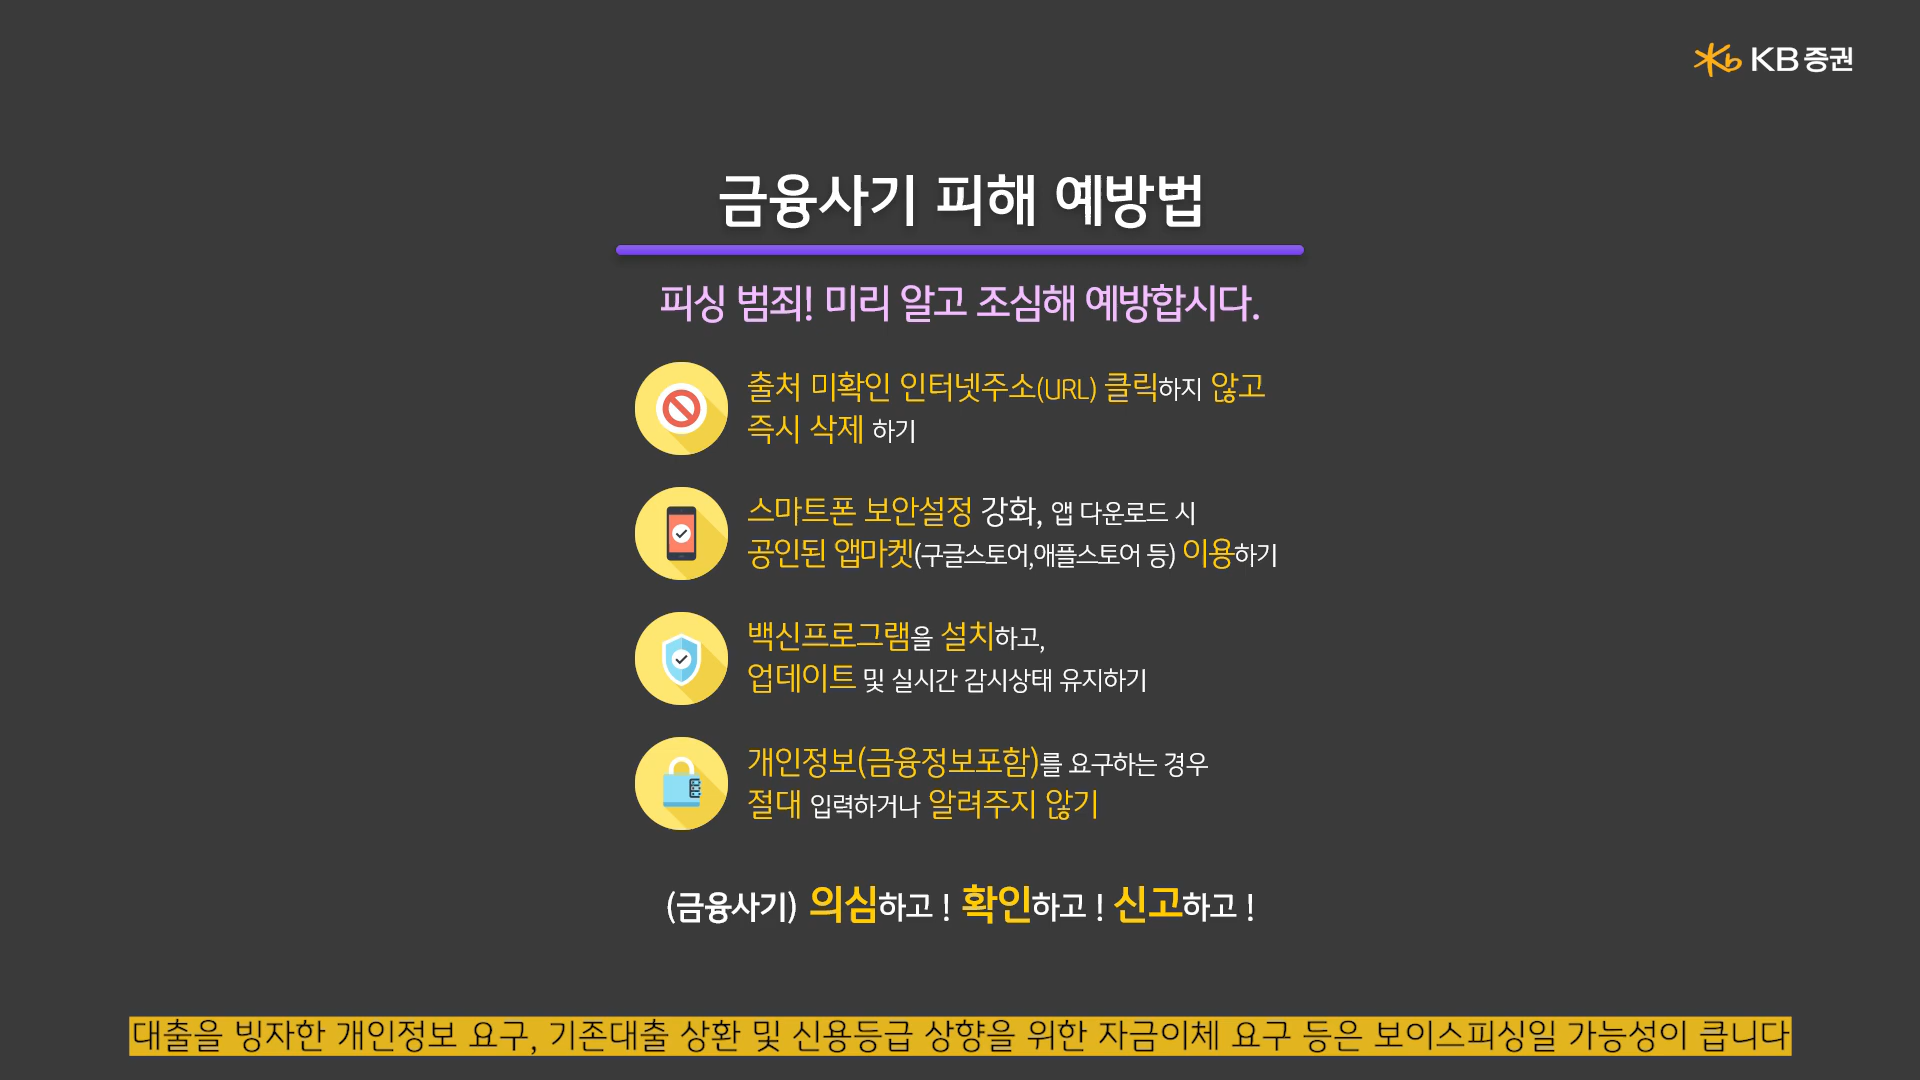 KB증권
금융사기 피해 예방법
피싱 범죄! 미리 알고 조심해 예방합시다.
출처 미확인 인터넷주소(URL) 클릭하지 않고
즉시 삭제 하기
스마트폰 보안설정 강화, 앱 다운로드 시
공인된 앱마켓(구글스토어,애플스토어 등) 이용하기
백신프로그램을 설치하고,
업데이트 및 실시간 감시상태 유지하기
개인정보(금융정보포함)를 요구하는 경우
절대 입력하거나 알려주지 않기
(금융사기) 의심하고 ! 확인하고 ! 신고하고 !
대출을 빙자한 개인정보 요구, 기존대출 상환 및 신용등급 상향을 위한 자금이체 요구 등은 보이스피싱일 가능성이 큽니다